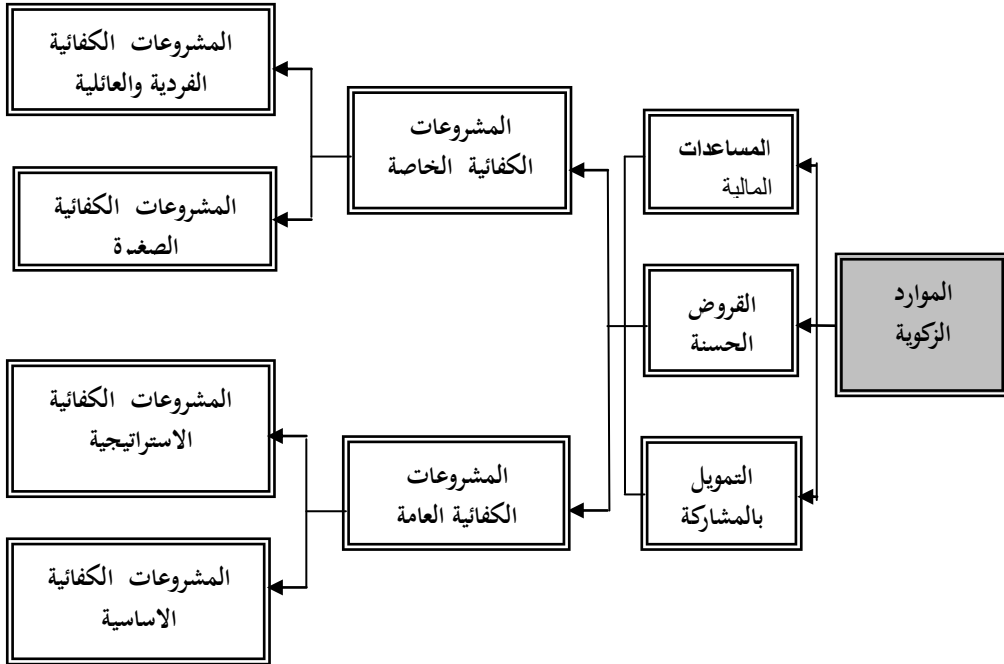 الموارد
الزكوية
المساعدات
المالية
القروض
الحسنة
التمويل
بالمشاركة
المشروعات
الكفائية الخاصة
المشروعات
الكفائية العامة
المشروعات الكفائية
الفردية والعائلية
المشروعات الكفائية
الصغيرة
المشروعات الكفائية
الاستراتيجية
المشروعات الكفائية
الاساسية